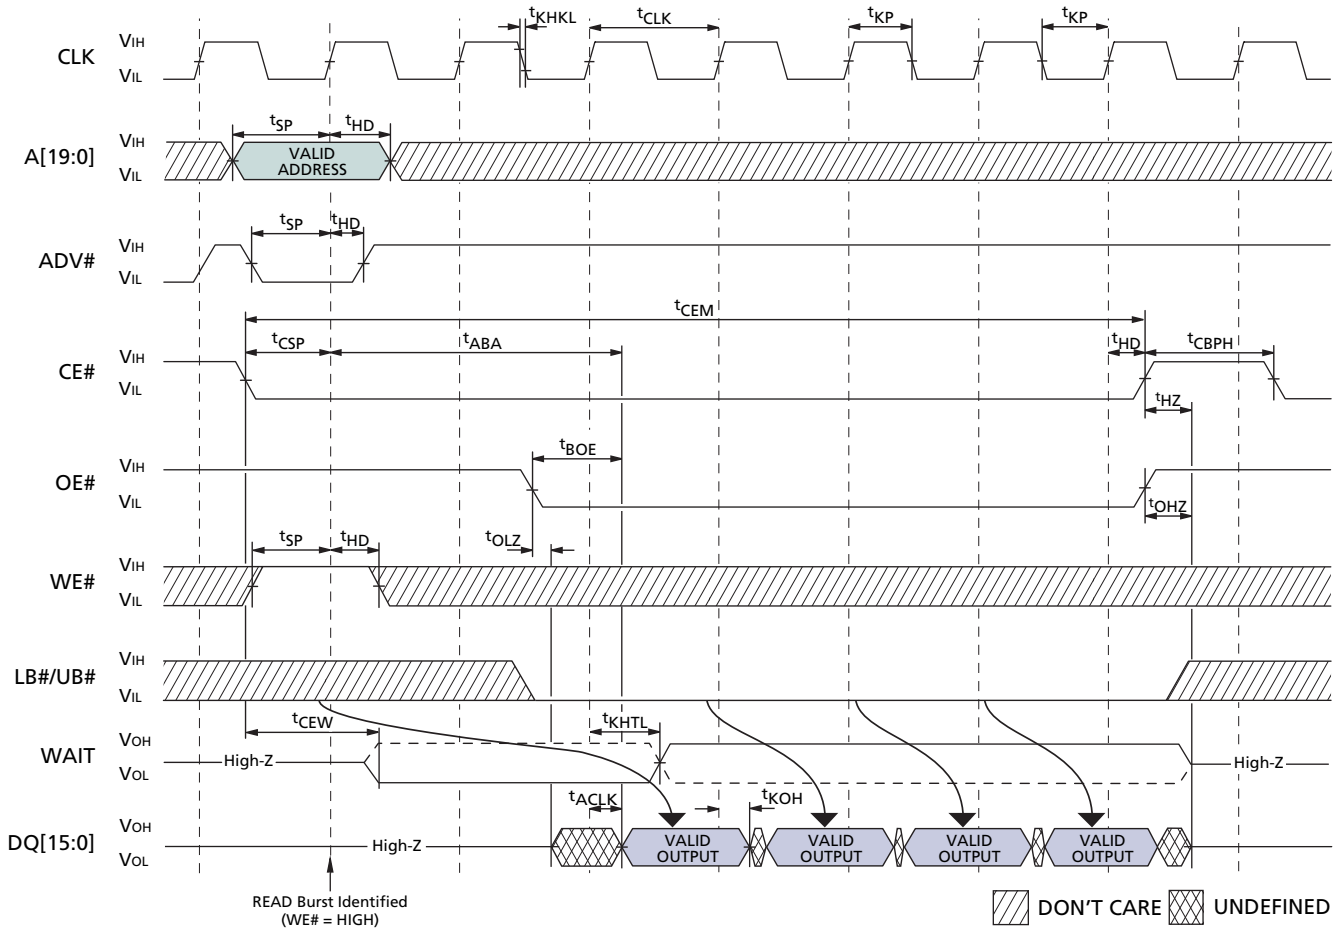 tKHKL tCLK tKP tKP
CLK VIH
VIL
tSP tHD
A[19:0] VIH
VIL
VALID
ADDRESS
tSP tHD
ADV# VIH
VIL
tCEM
tCSP tABA tHD tCBPH
CE# VIH
VIL
tHZ
tBOE
OE# VIH
VIL
tOHZ
tSP tHD tOLZ
WE# VIH
VIL
LB#/UB# VIH
VIL
tCEW tKHTL
WAIT VOH
VOL
High-Z High-Z
tACLK tKOH
DQ[15:0] VOH
VOL
High-Z
VALID
OUTPUT
VALID
OUTPUT
VALID
OUTPUT
VALID
OUTPUT
READ Burst Identified
(WE# = HIGH)
DON'T CARE UNDEFINED